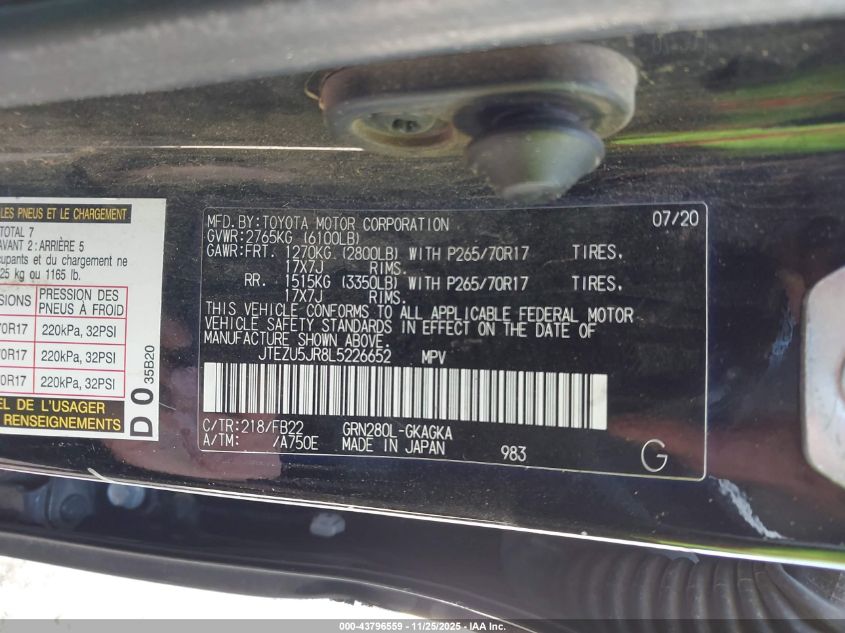 LES PNEUS ET LE CHARGEMENT
TOTAL 7
AVANT 2: ARRIÈRE 5
cupants et du chargement ne
25 kg ou 1165 lb.
PRESSION DES
PNEUS À FROID
70R17 220kPa, 32PSI
70R17 220kPa, 32PSI
0R17 220kPa, 32PSI
EL DE L'USAGER
RENSEIGNEMENTS
D0
35B20
MFD. BY:TOYOTA MOTOR CORPORATION 07/20
GVWR:2765KG (6100LB)
GAWR:FRT. 1270KG (2800LB) WITH P265/70R17 TIRES,
17X7J RIMS.
RR. 1515KG (3350LB) WITH P265/70R17 TIRES,
17X7J RIMS.
THIS VEHICLE CONFORMS TO ALL APPLICABLE FEDERAL MOTOR
VEHICLE SAFETY STANDARDS IN EFFECT ON THE DATE OF
MANUFACTURE SHOWN ABOVE.
JTEZU5JR8L5226652 MPV
C/TR:218/FB22 GRN280L-GKAGKA
A/TM: /A750E MADE IN JAPAN 983 G
000-43796559 — 11/25/2025 — IAA Inc.